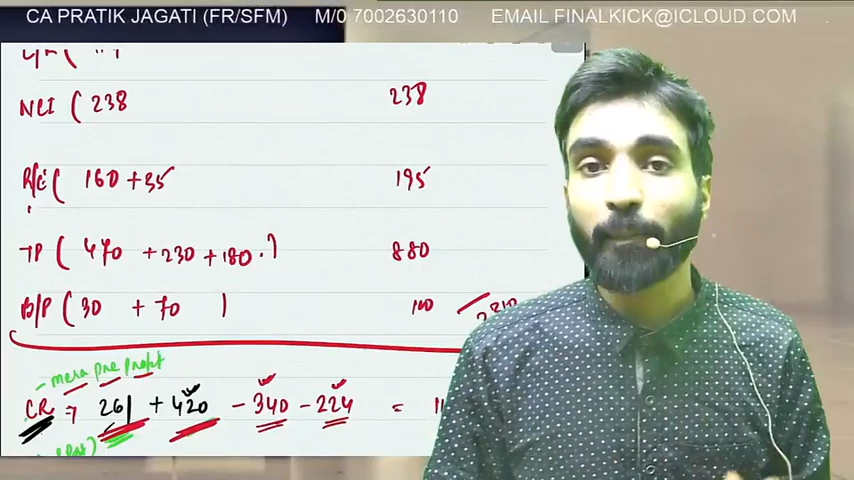 CA PRATIK JAGATI (FR/SFM) M/0 7002630110 EMAIL FINALKICK@ICLOUD.COM
NCI ( 238 238
( 160 + 35 195
TP ( 470 + 230 + 180 . ) 880
B/P ( 30 + 70 ) 100
- mera pre profit
CR → 261 + 420 - 340 - 224 =